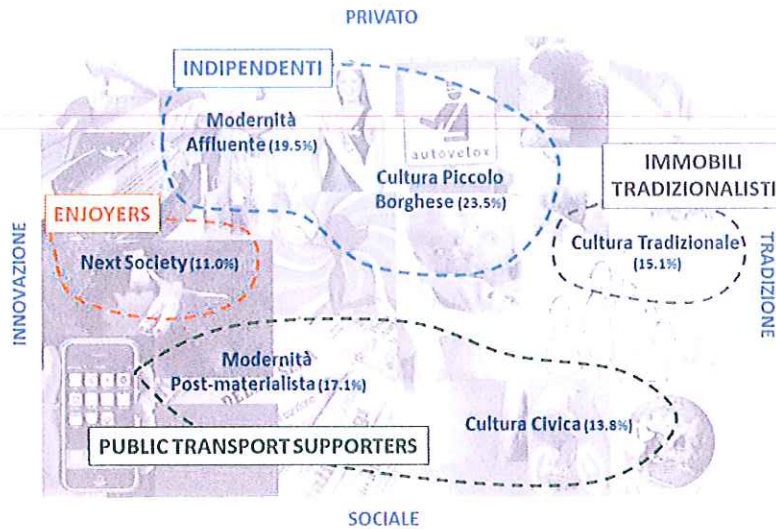 PRIVATO
INDIPENDENTI
Modernità
Affluente (19.5%)
autovelox
Cultura Piccolo
Borghese (23.5%)
IMMOBILI
TRADIZIONALISTI
ENJOYERS
Next Society (11.0%)
Cultura Tradizionale
(15.1%)
INNOVAZIONE
TRADIZIONE
Modernità
Post-materialista (17.1%)
Cultura Civica (13.8%)
PUBLIC TRANSPORT SUPPORTERS
SOCIALE